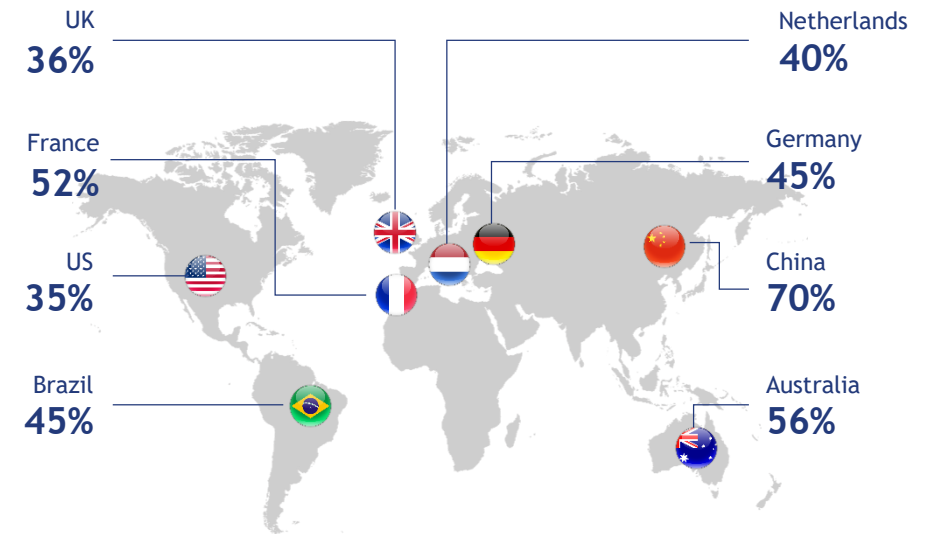 UK
36%
Netherlands
40%
France
52%
Germany
45%
US
35%
China
70%
Brazil
45%
Australia
56%